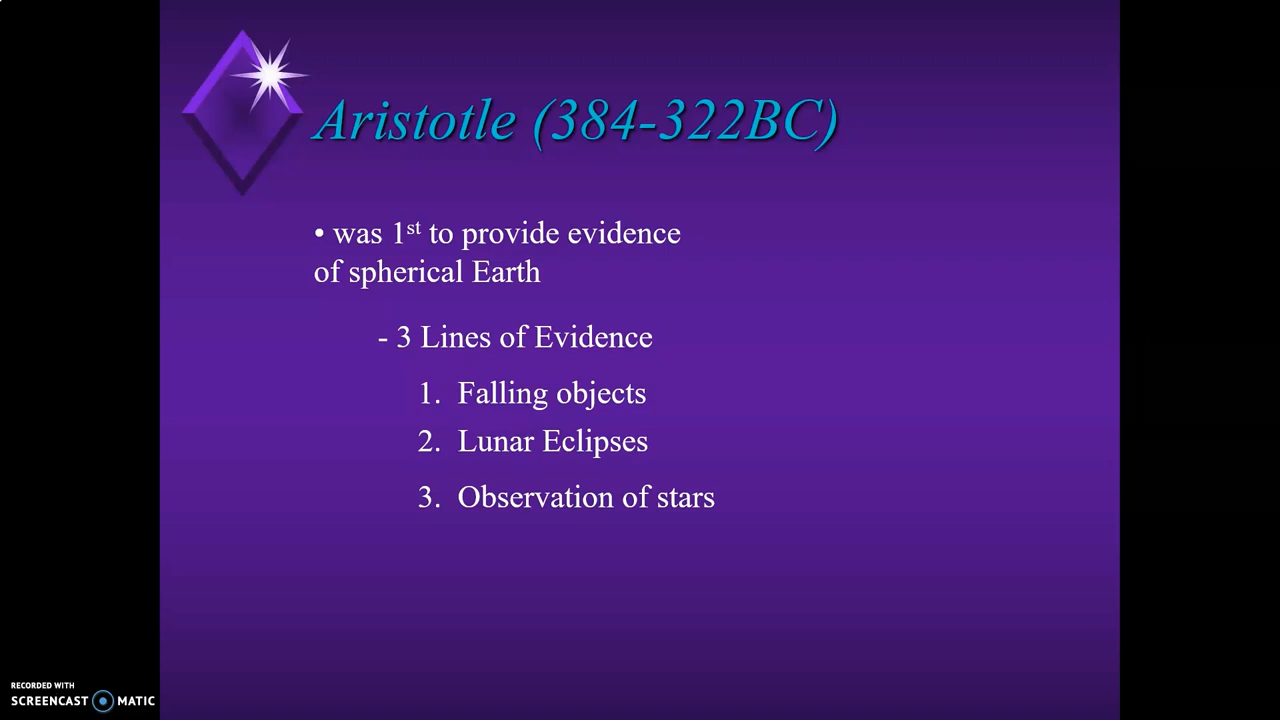 Aristotle (384-322BC)
• was 1st to provide evidence
of spherical Earth
- 3 Lines of Evidence
1. Falling objects
2. Lunar Eclipses
3. Observation of stars
RECORDED WITH
SCREENCAST MATIC